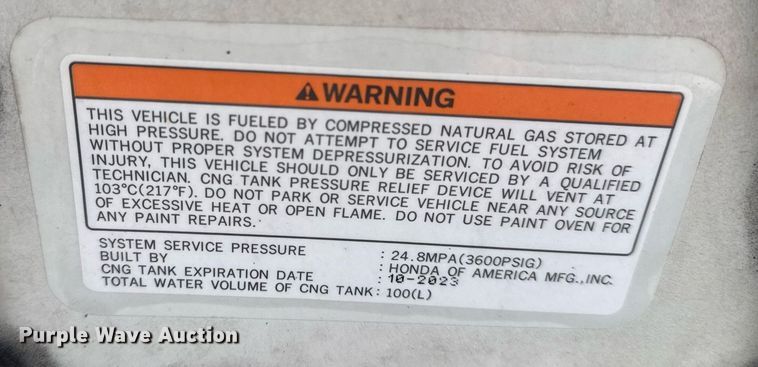 WARNING
THIS VEHICLE IS FUELED BY COMPRESSED NATURAL GAS STORED AT
HIGH PRESSURE. DO NOT ATTEMPT TO SERVICE FUEL SYSTEM
WITHOUT PROPER SYSTEM DEPRESSURIZATION. TO AVOID RISK OF
INJURY, THIS VEHICLE SHOULD ONLY BE SERVICED BY A QUALIFIED
TECHNICIAN. CNG TANK PRESSURE RELIEF DEVICE WILL VENT AT
103°C(217°F). DO NOT PARK OR SERVICE VEHICLE NEAR ANY SOURCE
OF EXCESSIVE HEAT OR OPEN FLAME. DO NOT USE PAINT OVEN FOR
ANY PAINT REPAIRS.
SYSTEM SERVICE PRESSURE : 24.8MPA(3600PSIG)
BUILT BY : HONDA OF AMERICA MFG.,INC.
CNG TANK EXPIRATION DATE : 10-2023
TOTAL WATER VOLUME OF CNG TANK: 100(L)
Purple Wave Auction